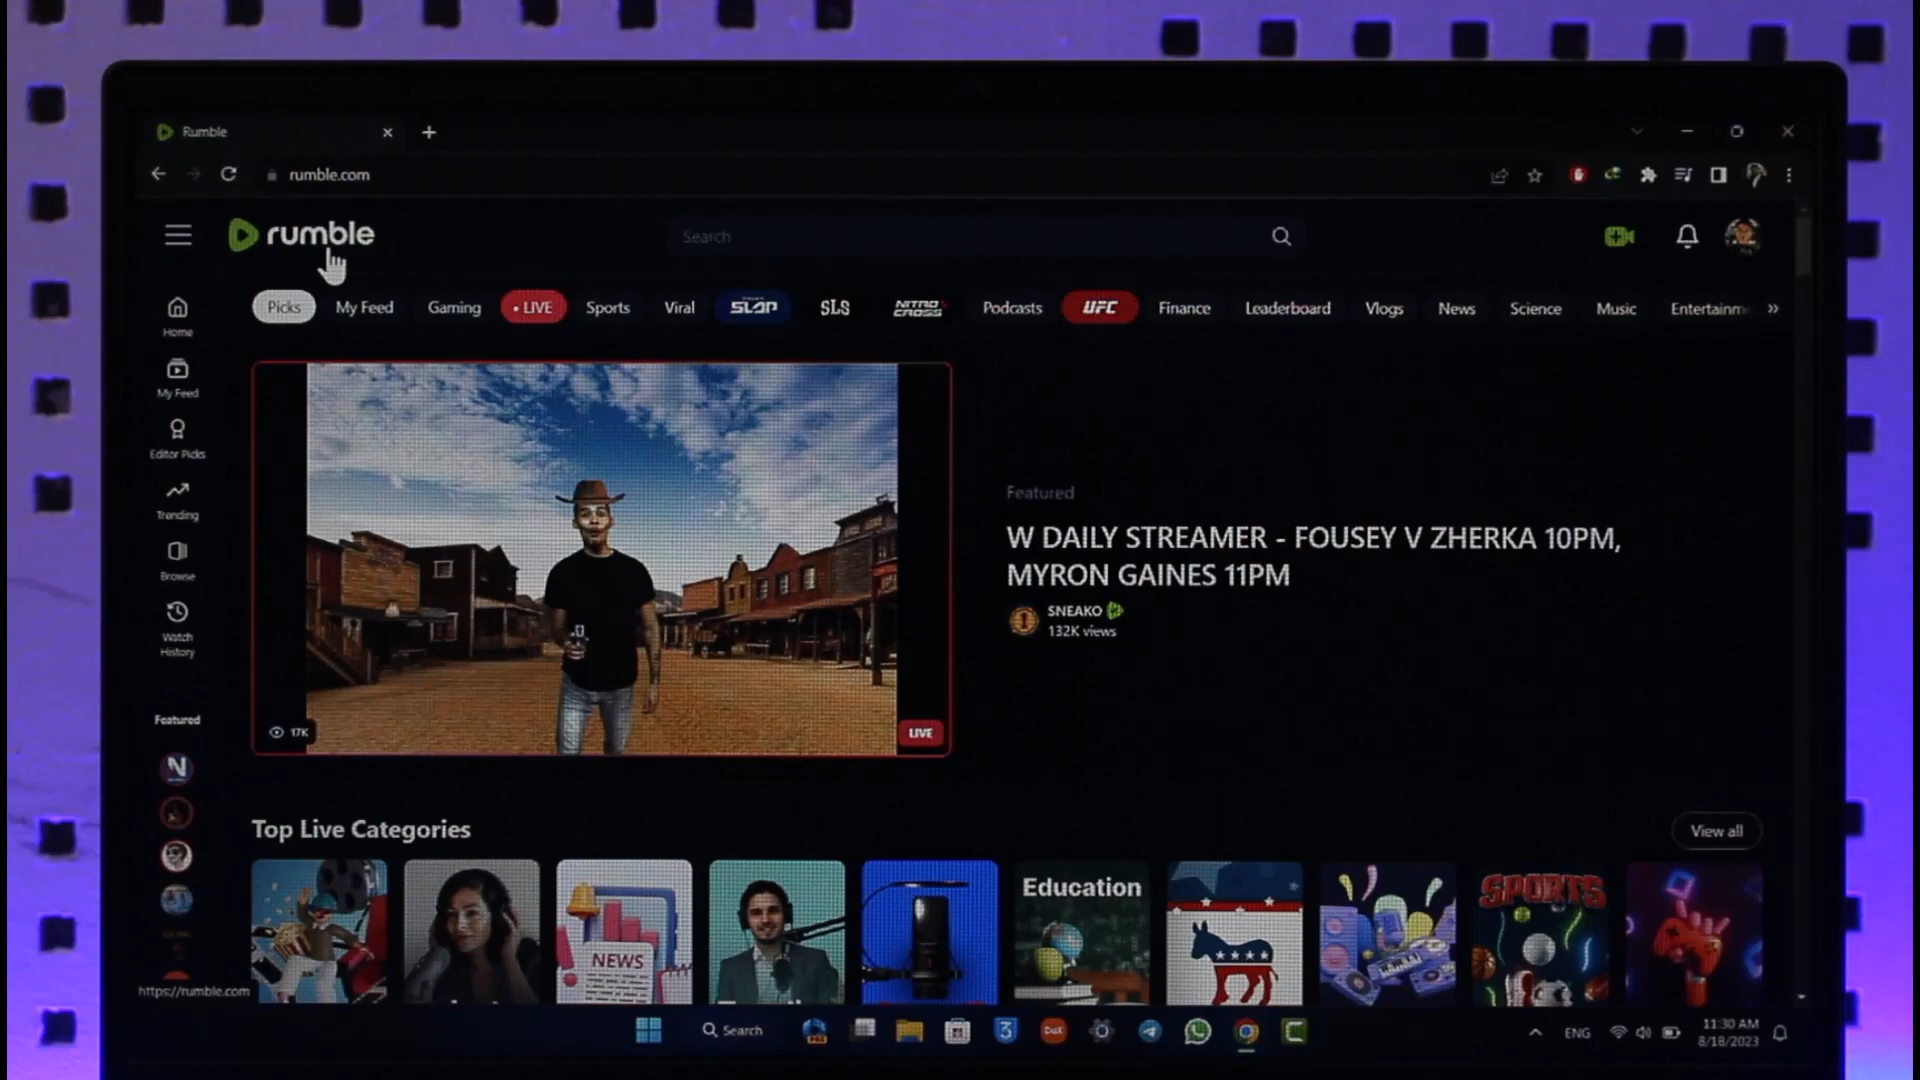 Rumble
rumble.com
rumble
Search
Picks
My Feed
Gaming
• LIVE
Sports
Viral
SLAP
SLS
NITRO CROSS
Podcasts
UFC
Finance
Leaderboard
Vlogs
News
Science
Music
Entertainm
Home
My Feed
Editor Picks
Trending
Browse
Watch
History
Featured
17K
LIVE
Featured
W DAILY STREAMER - FOUSEY V ZHERKA 10PM,
MYRON GAINES 11PM
SNEAKO
132K views
Top Live Categories
View all
NEWS
Education
SPORTS
https://rumble.com
Search
ENG
11:30 AM
8/18/2023